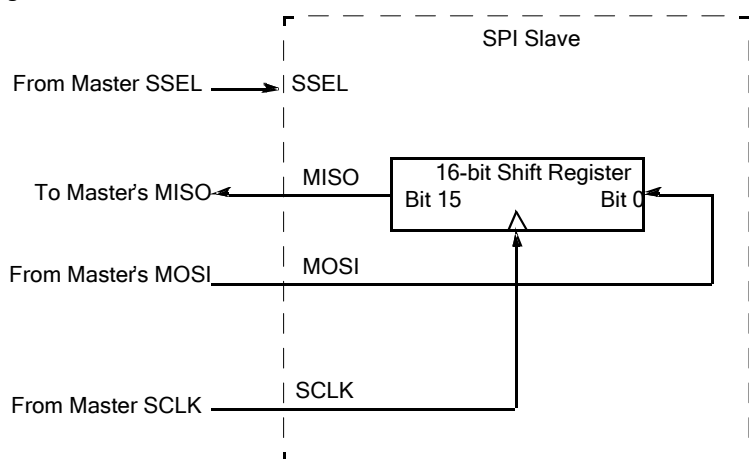 SPI Slave
From Master SSEL
SSEL
16-bit Shift Register
To Master's MISO
MISO
Bit 15
Bit 0
From Master's MOSI
MOSI
From Master SCLK
SCLK